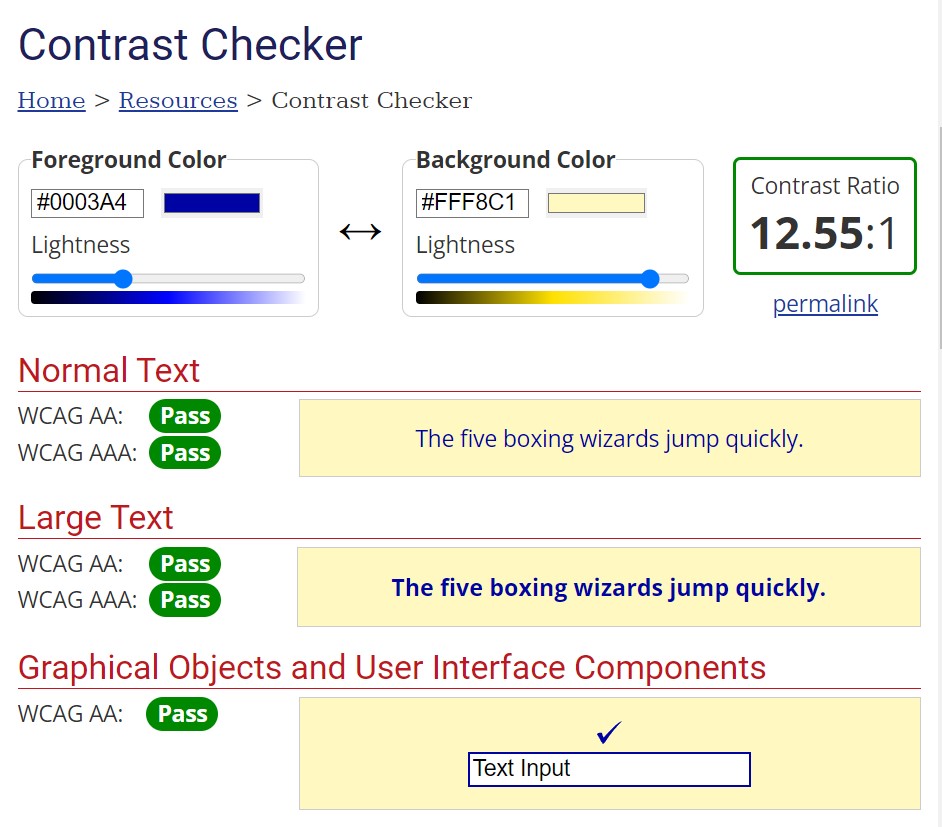 Contrast Checker
Home > Resources > Contrast Checker
Foreground Color
#0003A4
Lightness
Background Color
#FFF8C1
Lightness
Contrast Ratio
12.55:1
permalink
Normal Text
WCAG AA: Pass
WCAG AAA: Pass
The five boxing wizards jump quickly.
Large Text
WCAG AA: Pass
WCAG AAA: Pass
The five boxing wizards jump quickly.
Graphical Objects and User Interface Components
WCAG AA: Pass
Text Input